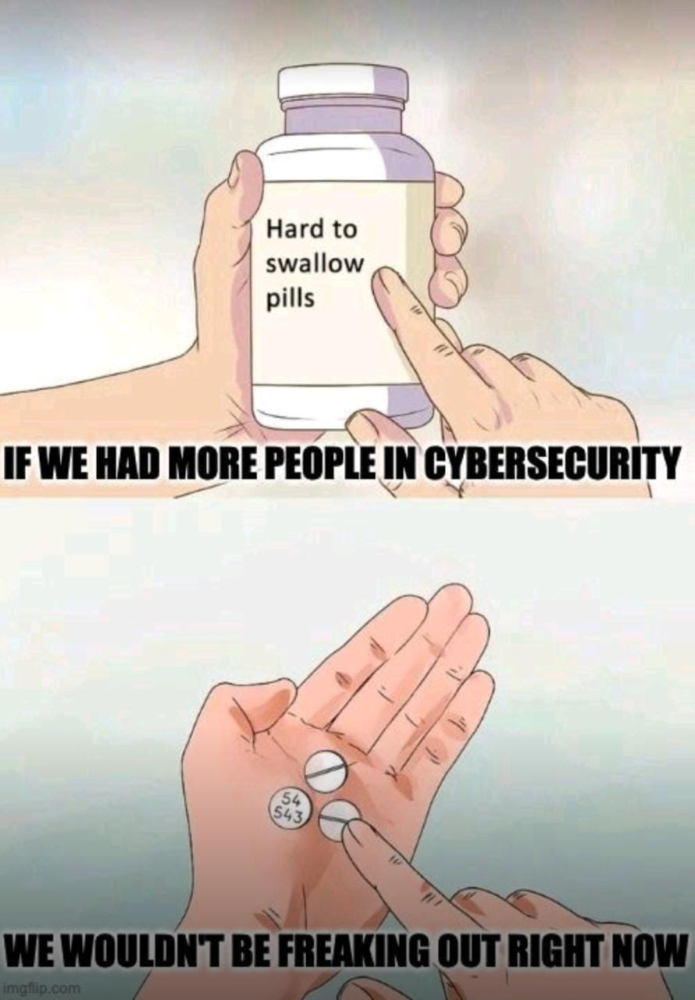 Hard to
swallow
pills
IF WE HAD MORE PEOPLE IN CYBERSECURITY
54
543
WE WOULDN'T BE FREAKING OUT RIGHT NOW
imgflip.com